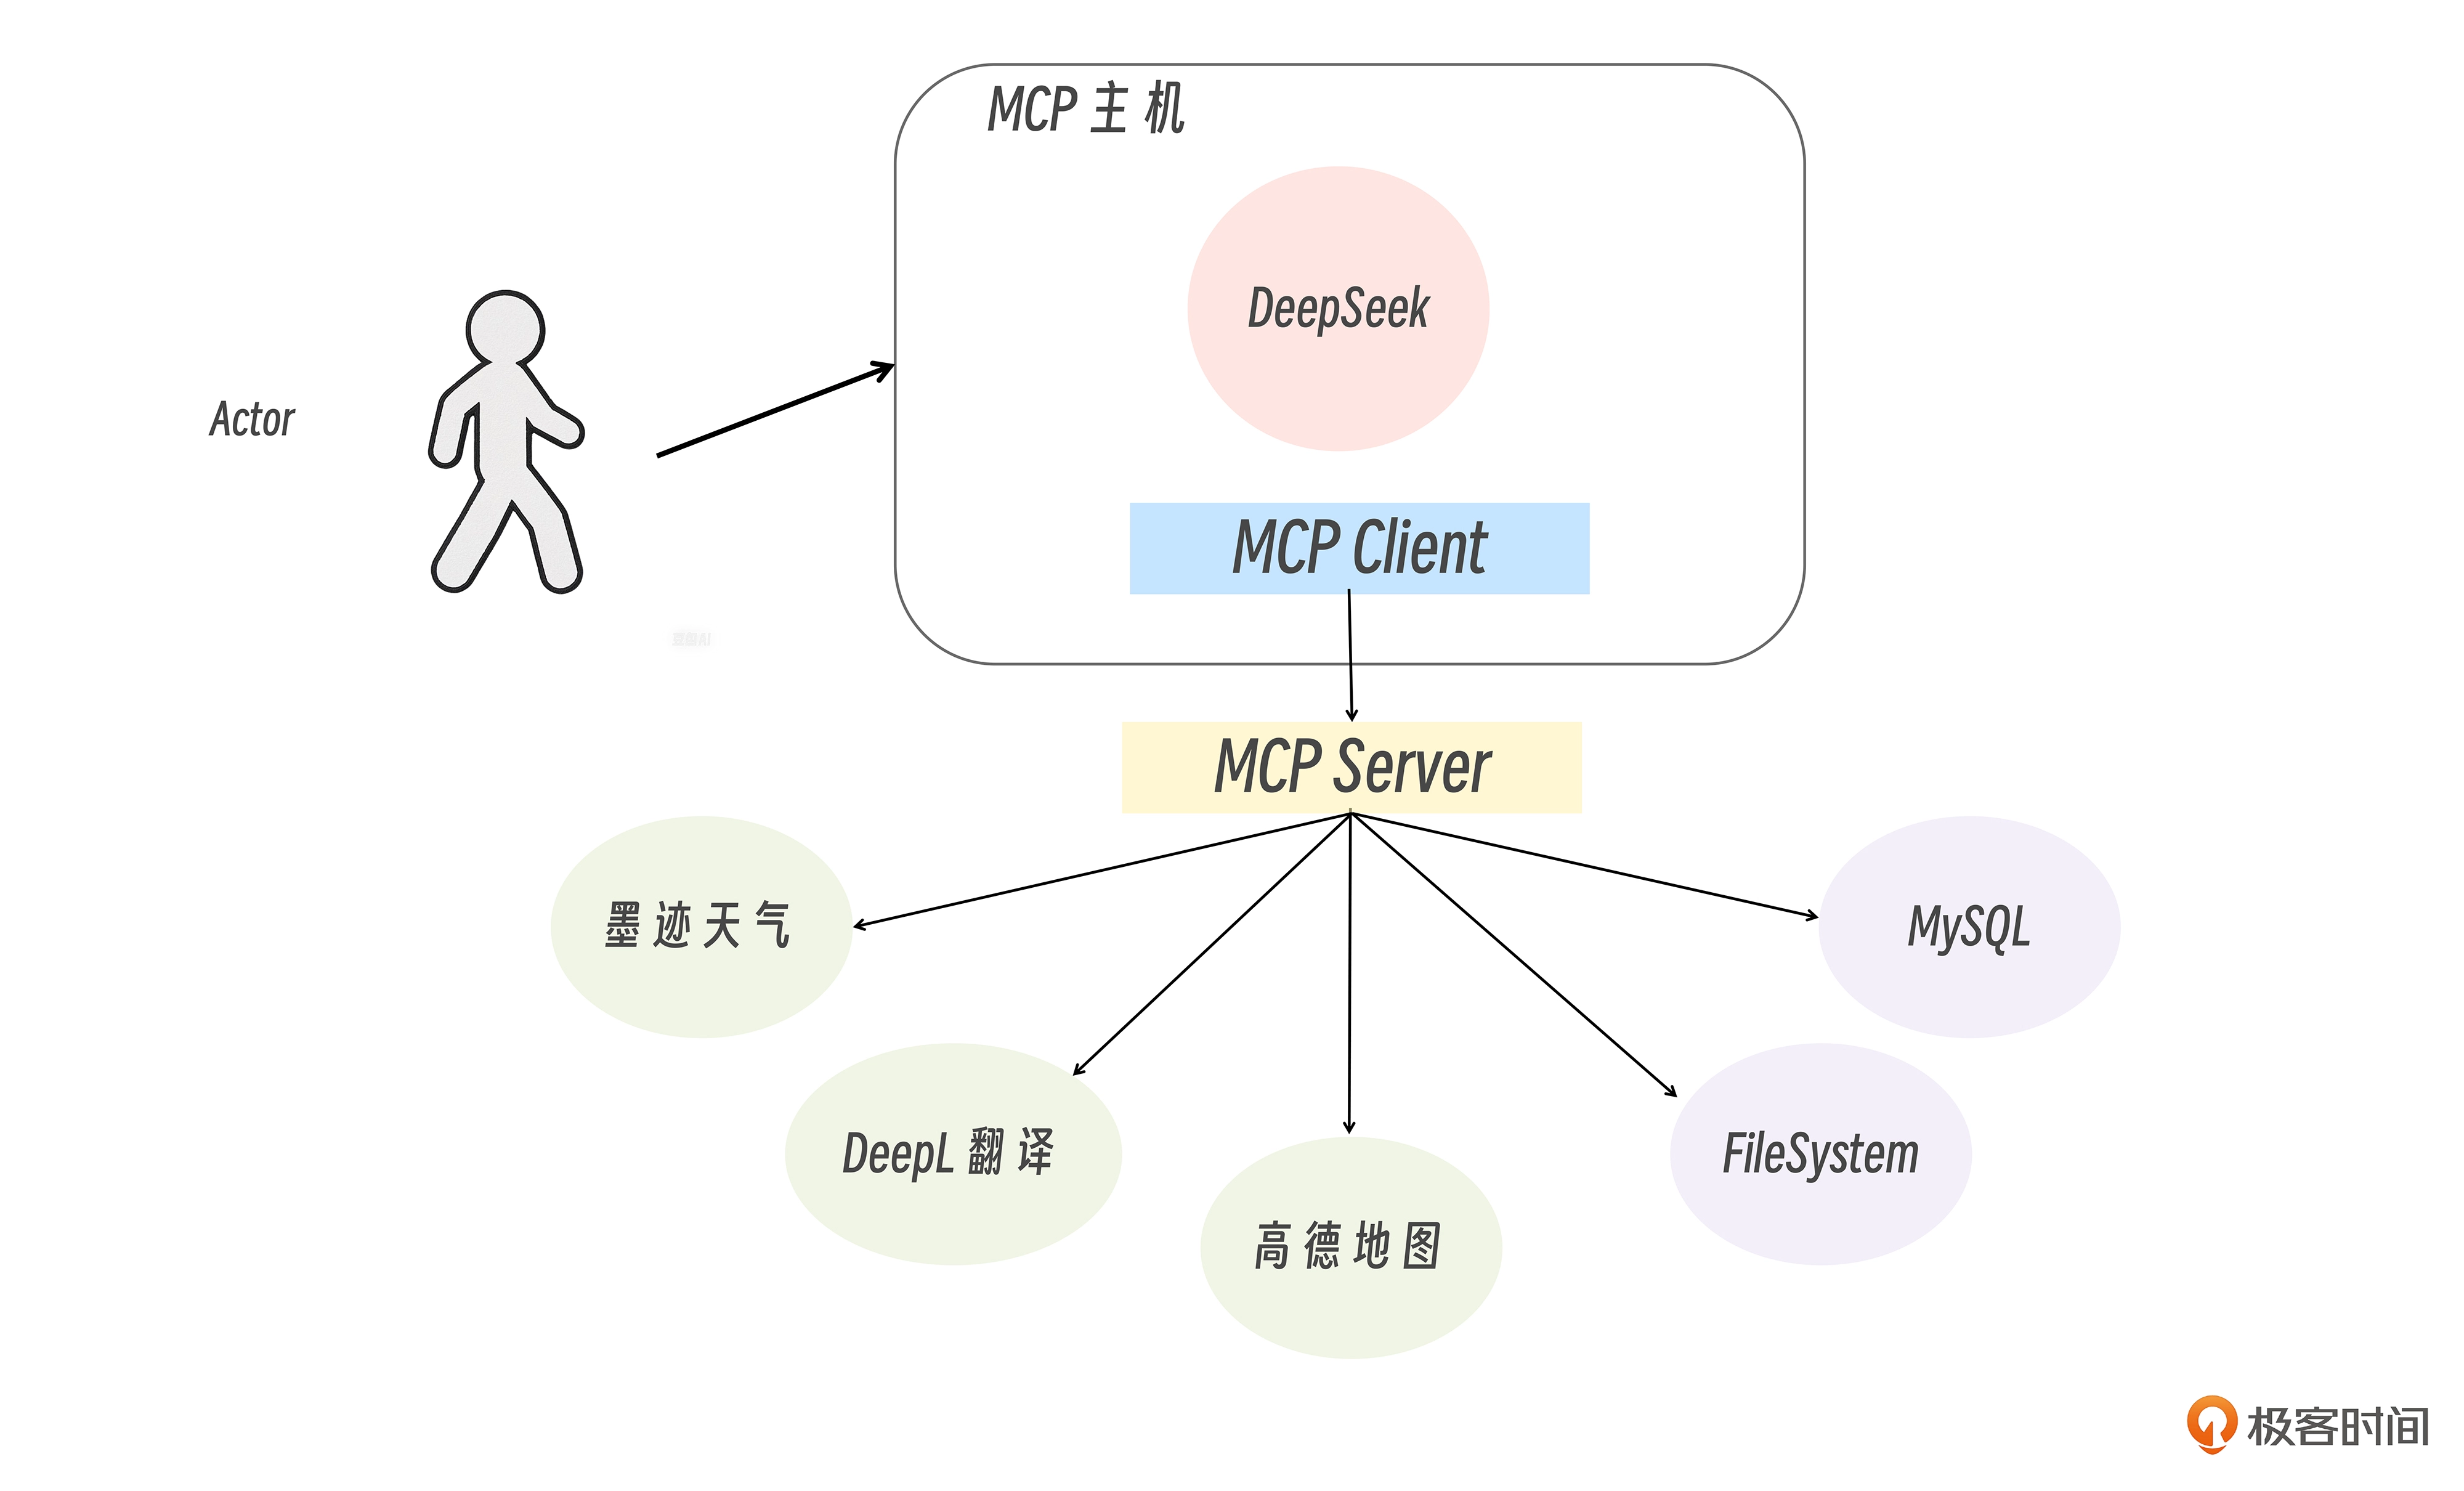 MCP 主机
DeepSeek
Actor
MCP Client
MCP Server
墨迹天气
MySQL
DeepL 翻译
FileSystem
高德地图
极客时间